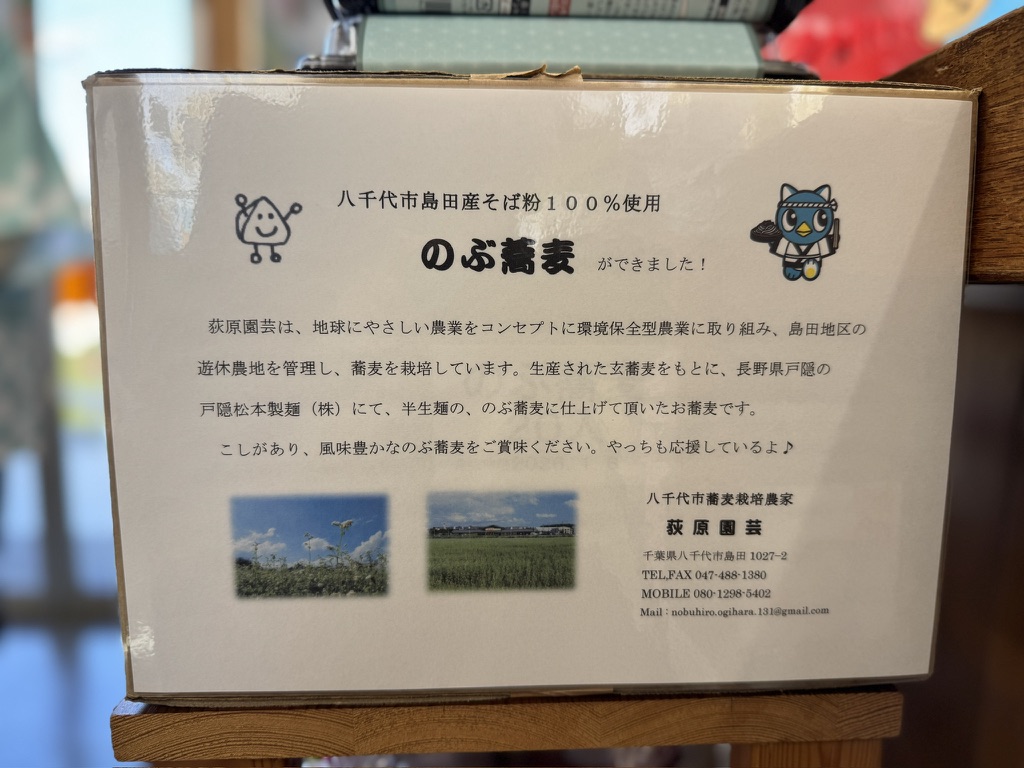 八千代市島田産そば粉１００％使用
のぶ蕎麦 ができました！
荻原園芸は、地球にやさしい農業をコンセプトに環境保全型農業に取り組み、島田地区の
遊休農地を管理し、蕎麦を栽培しています。生産された玄蕎麦をもとに、長野県戸隠の
戸隠松本製麺（株）にて、半生麺の、のぶ蕎麦に仕上げて頂いたお蕎麦です。
こしがあり、風味豊かなのぶ蕎麦をご賞味ください。やっちも応援しているよ♪
八千代市蕎麦栽培農家
荻原園芸
千葉県八千代市島田 1027-2
TEL,FAX 047-488-1380
MOBILE 080-1298-5402
Mail：nobuhiro.ogihara.131@gmail.com